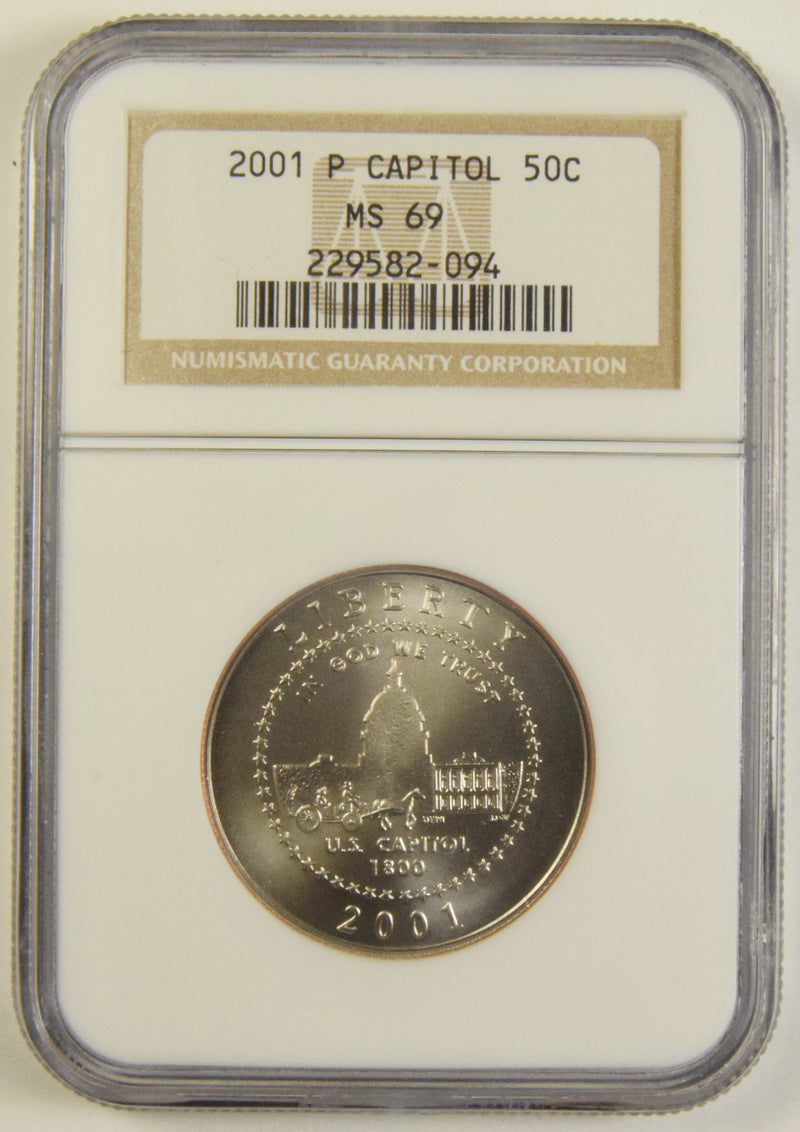 2001 P CAPITOL 50C
MS 69
229582-094
NUMISMATIC GUARANTY CORPORATION
LIBERTY
IN GOD WE TRUST
U.S. CAPITOL
1800
2001